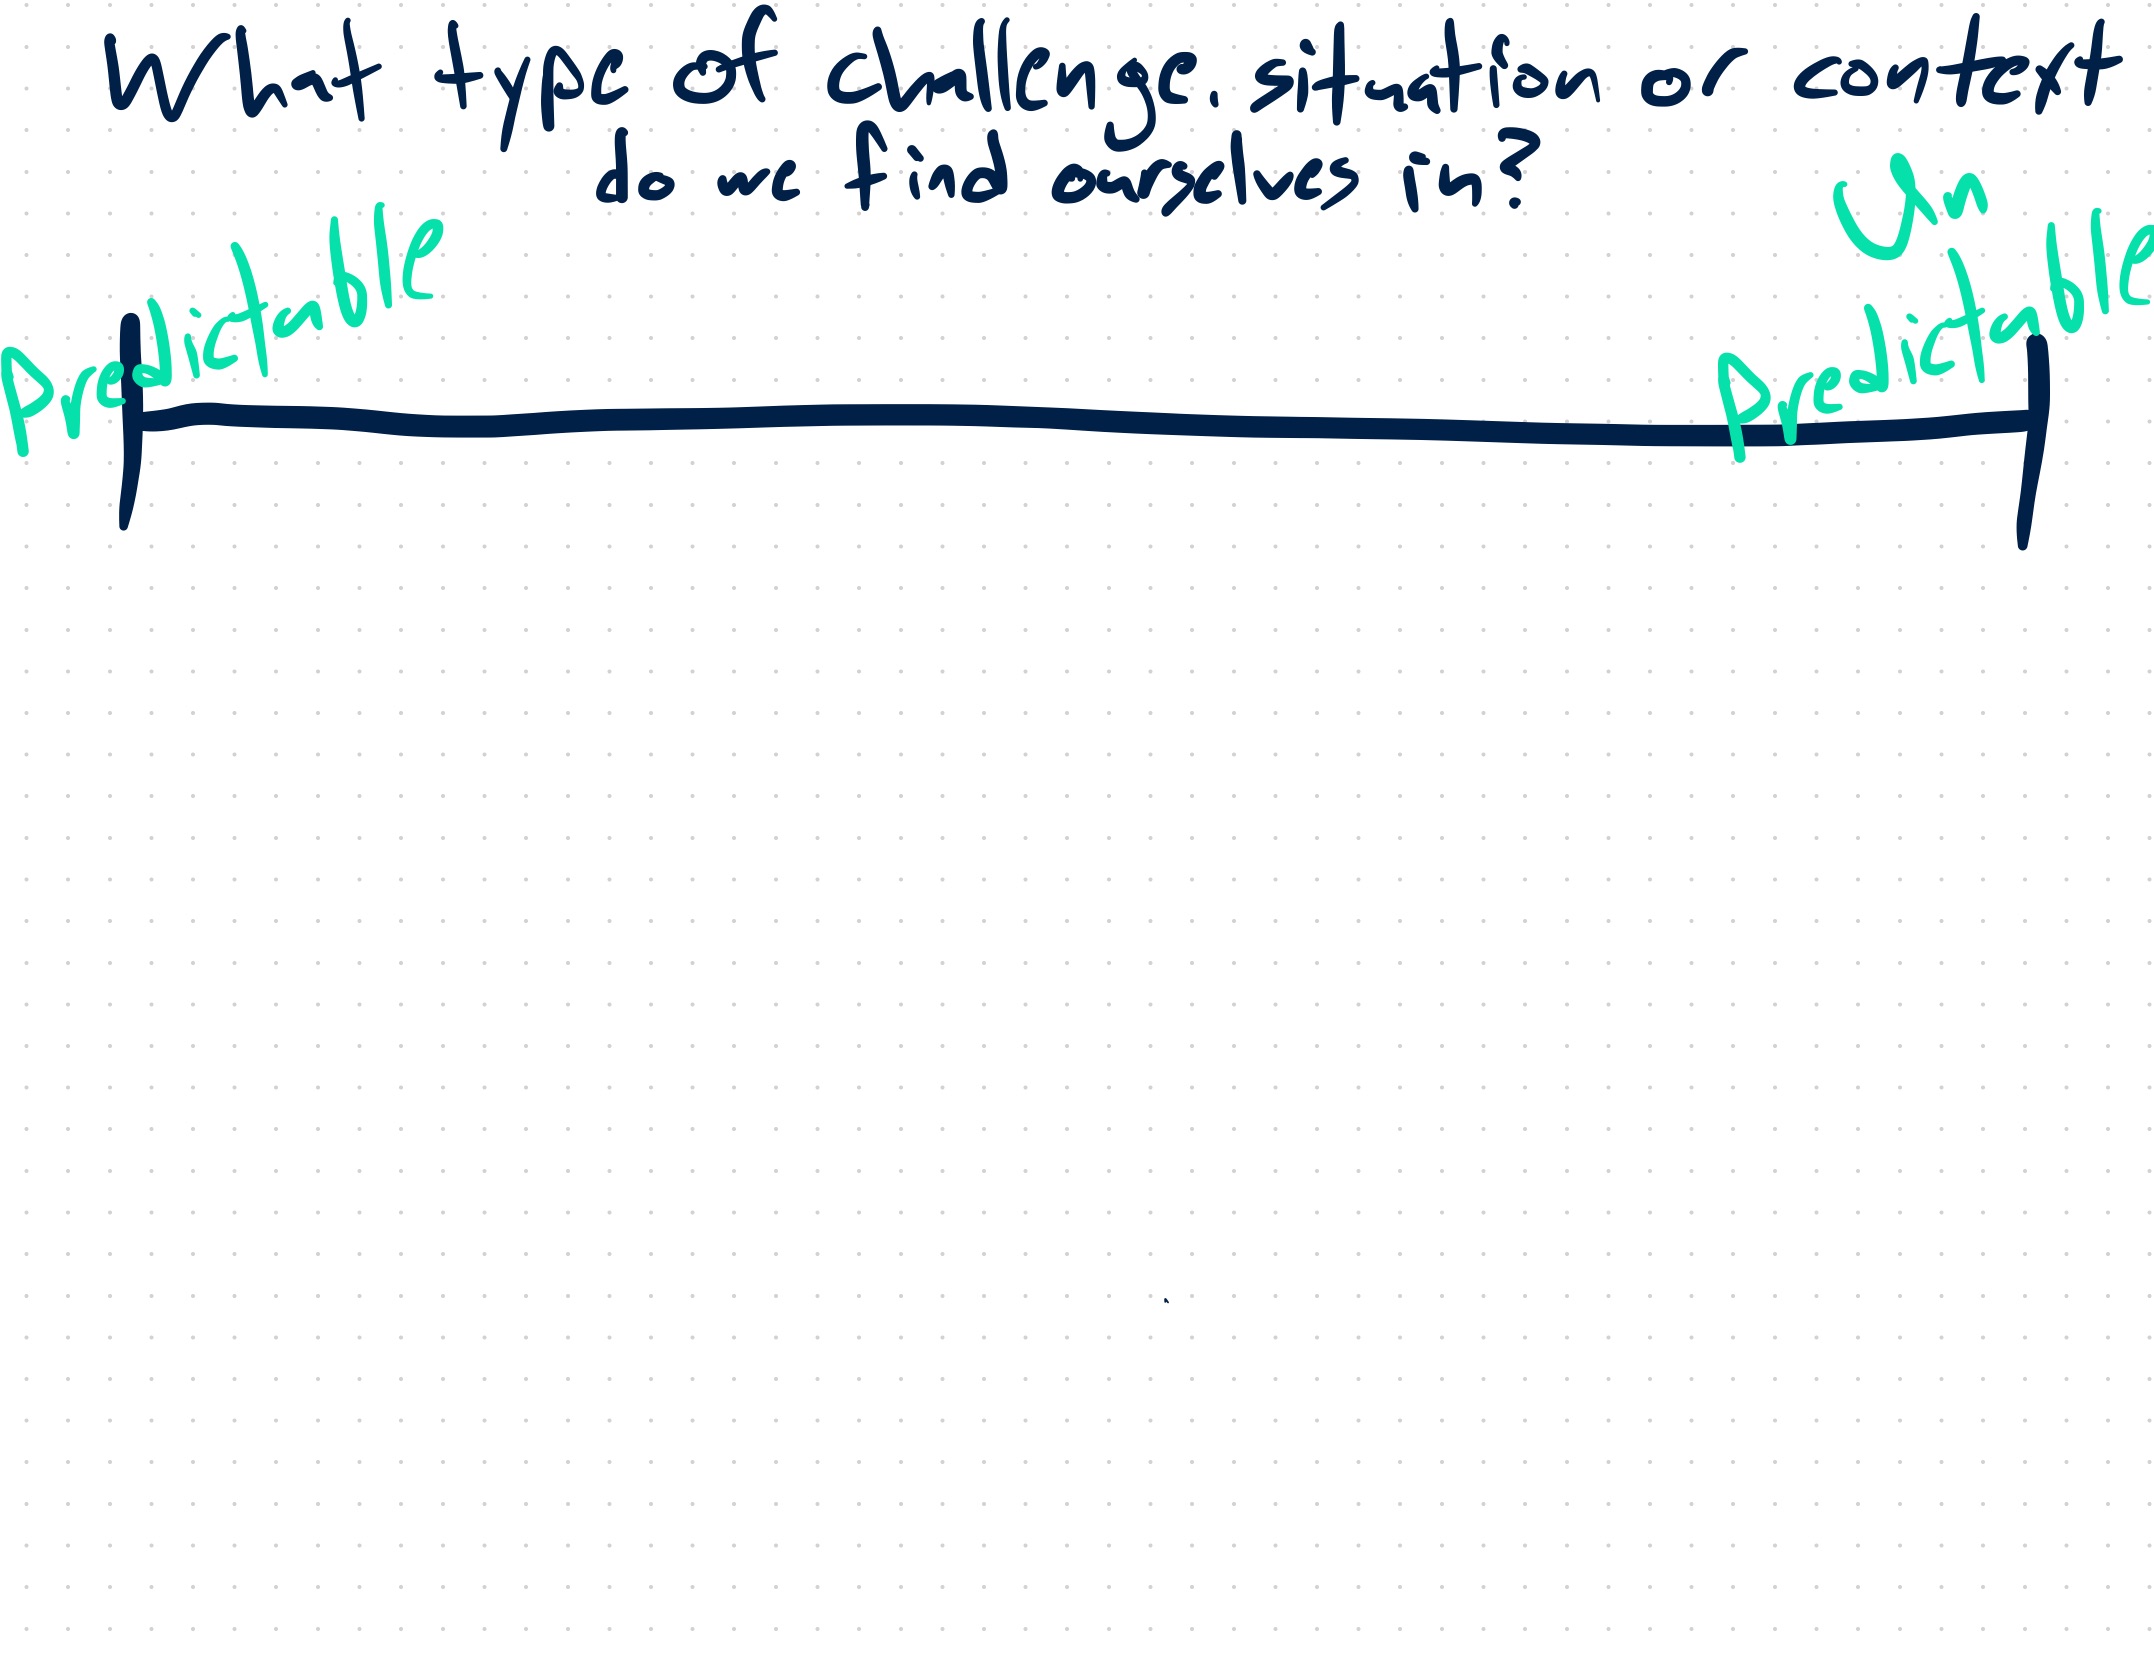 What type of challenge, situation or context
do we find ourselves in?
Predictable
Un
Predictable